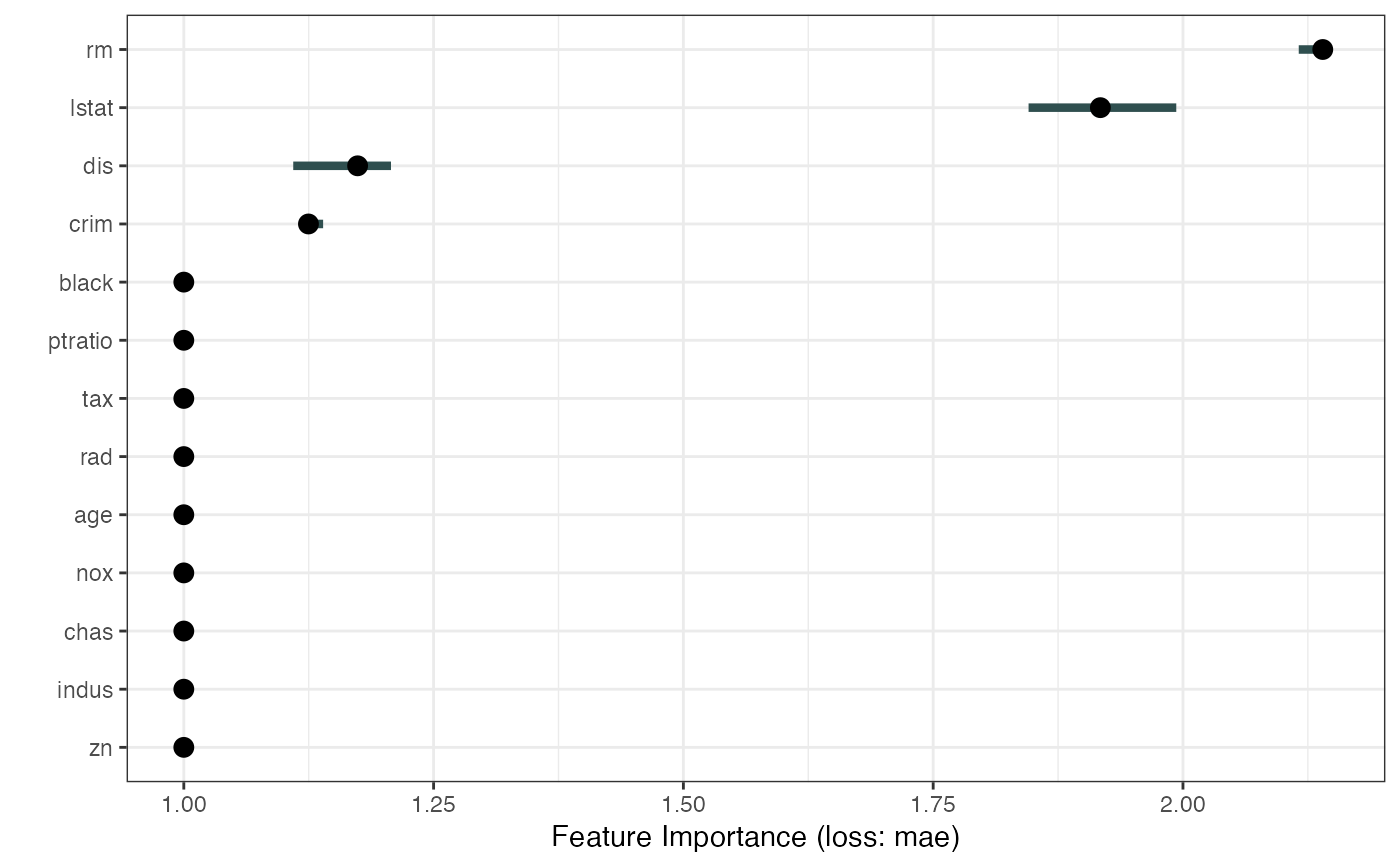 rm
lstat
dis
crim
black
ptratio
tax
rad
age
nox
chas
indus
zn
1.00 1.25 1.50 1.75 2.00
Feature Importance (loss: mae)